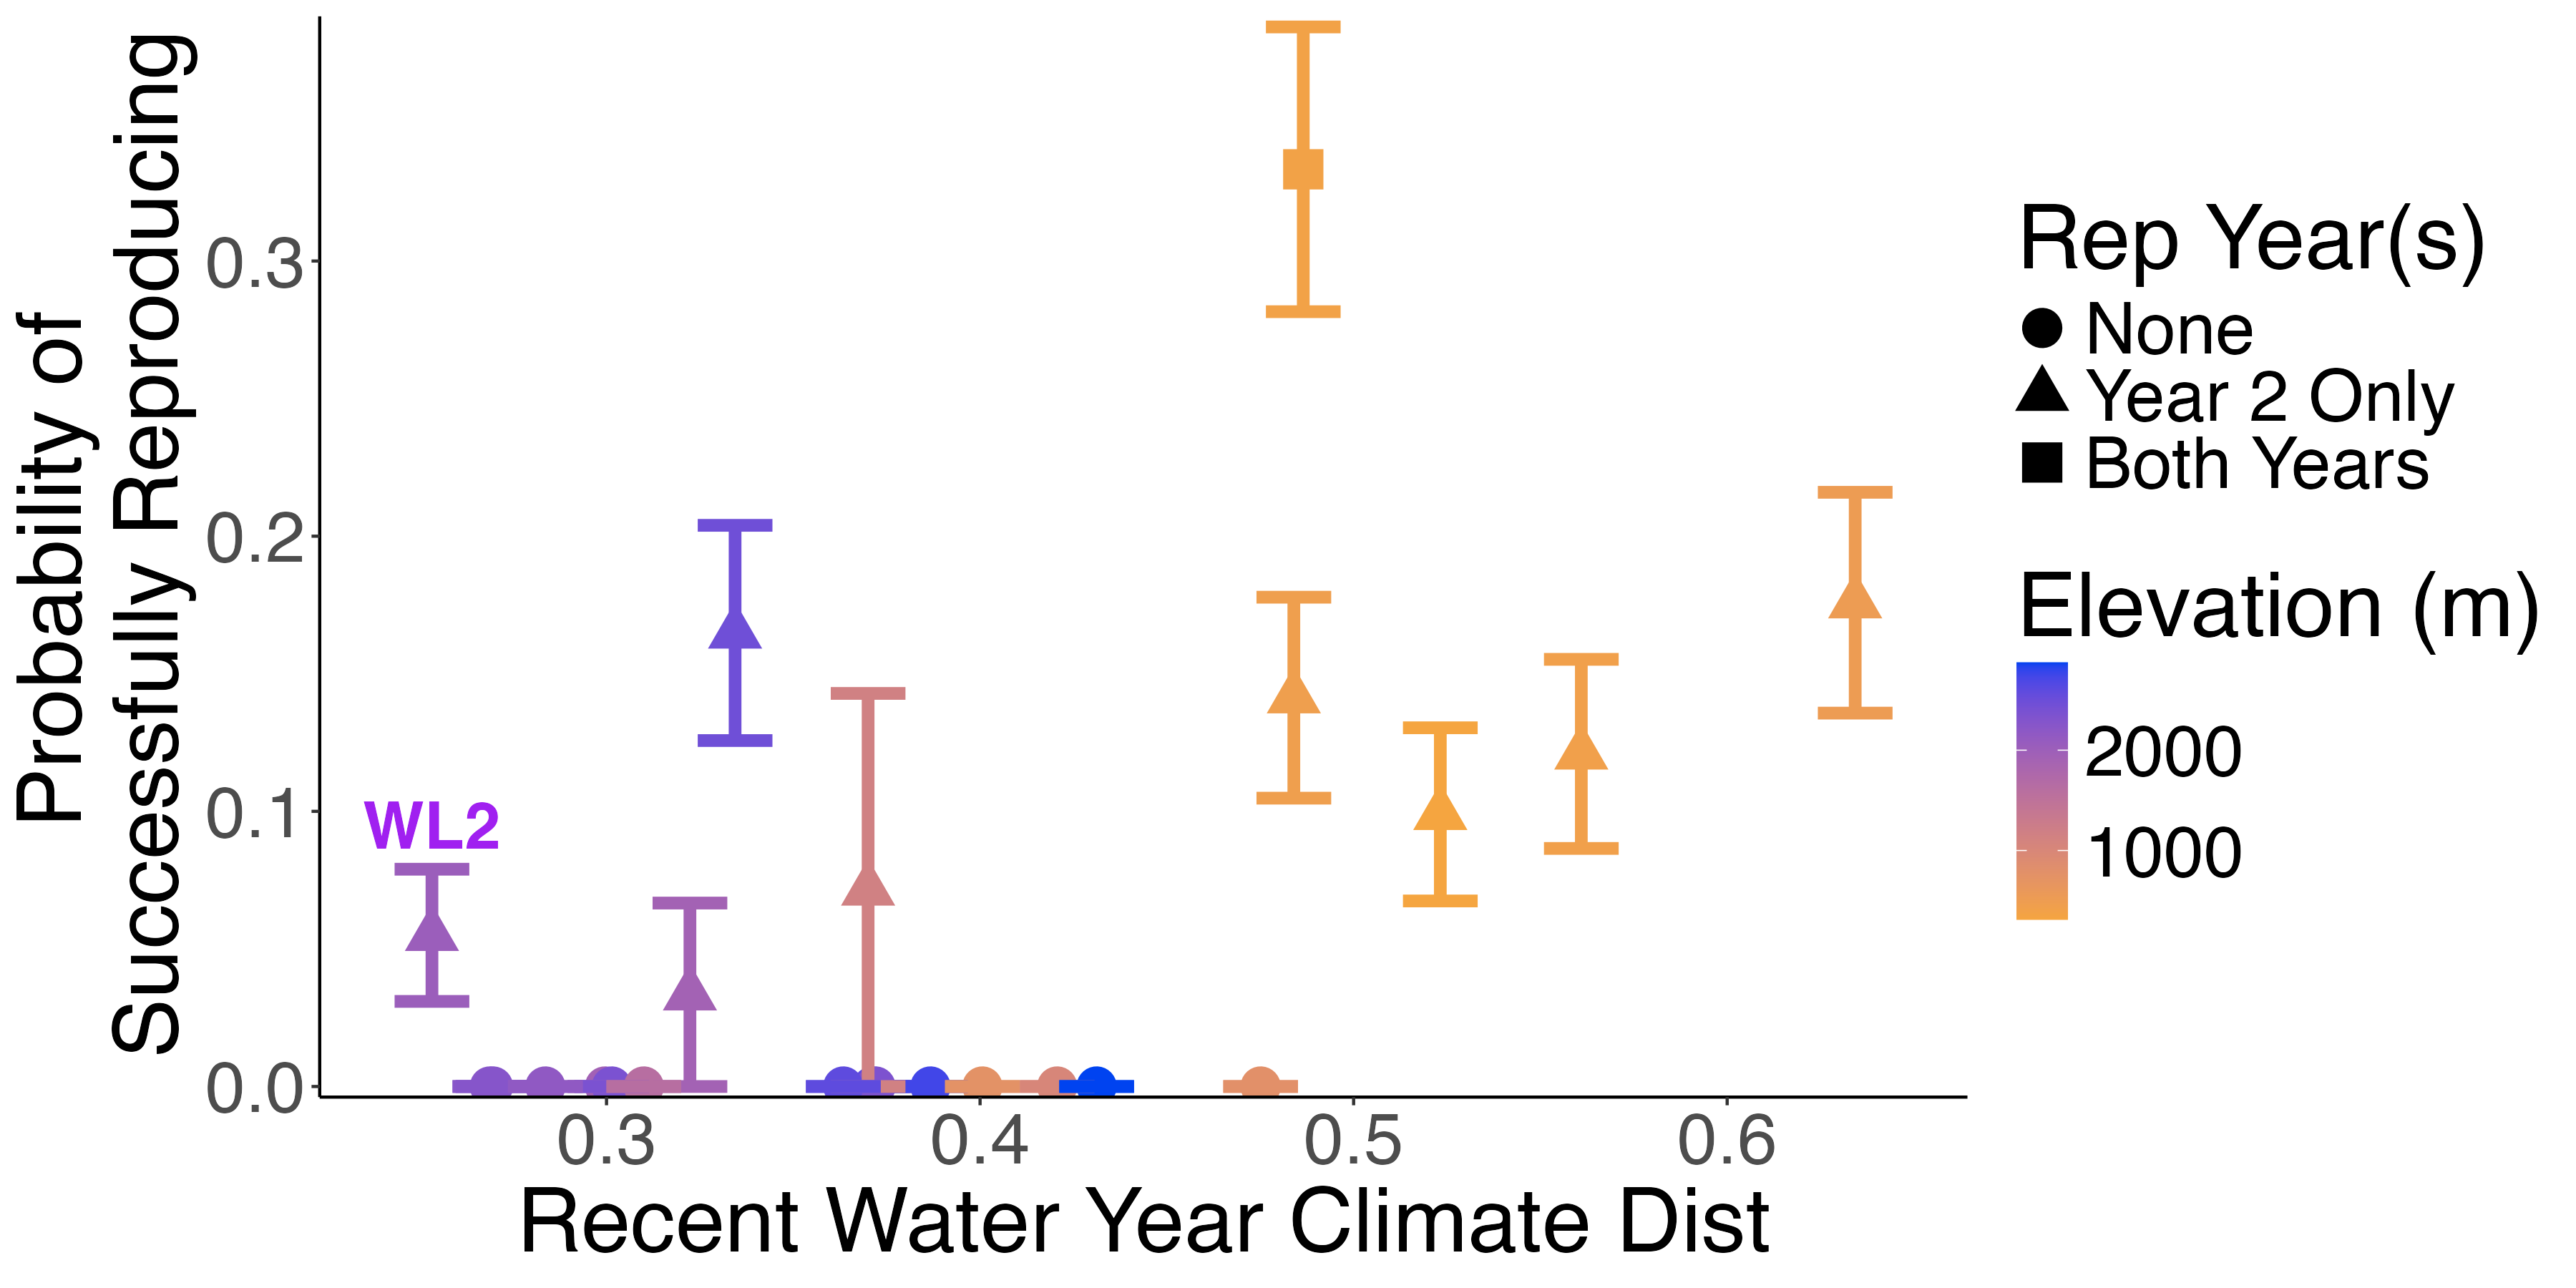 Probability of
Successfully Reproducing
0.3
0.2
0.1
0.0
WL2
0.3
0.4
0.5
0.6
Recent Water Year Climate Dist
Rep Year(s)
None
Year 2 Only
Both Years
Elevation (m)
2000
1000